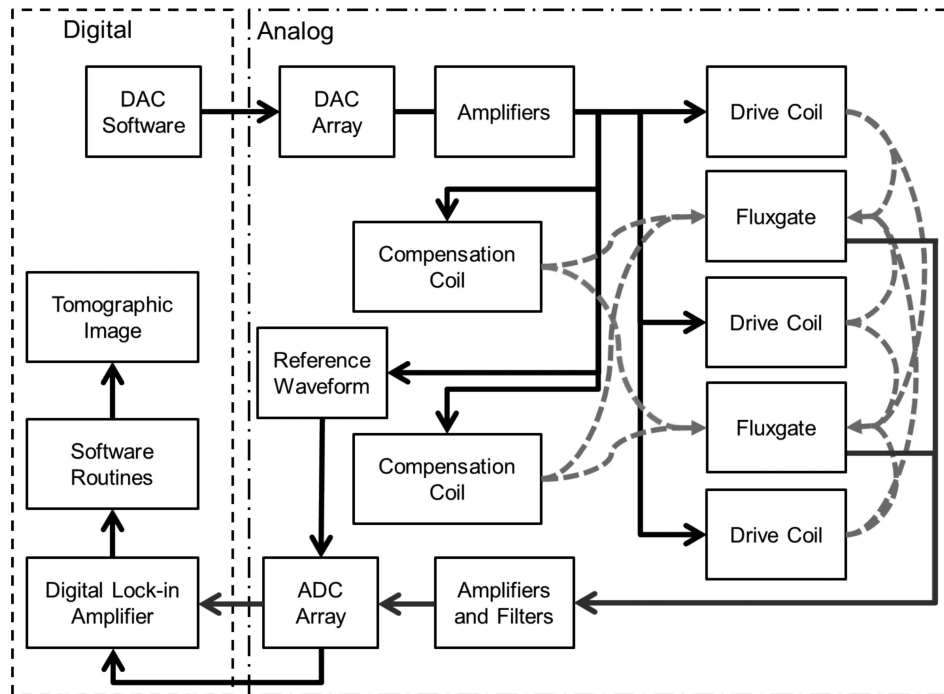 Digital
Analog
DAC
Software
DAC
Array
Amplifiers
Drive Coil
Compensation
Coil
Fluxgate
Tomographic
Image
Reference
Waveform
Drive Coil
Software
Routines
Compensation
Coil
Fluxgate
Drive Coil
Digital Lock-in
Amplifier
ADC
Array
Amplifiers
and Filters